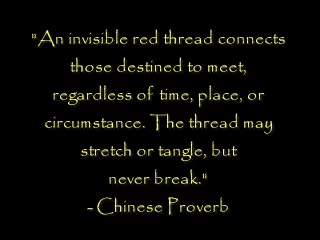 "An invisible red thread connects
those destined to meet,
regardless of time, place, or
circumstance. The thread may
stretch or tangle, but
never break."
- Chinese Proverb